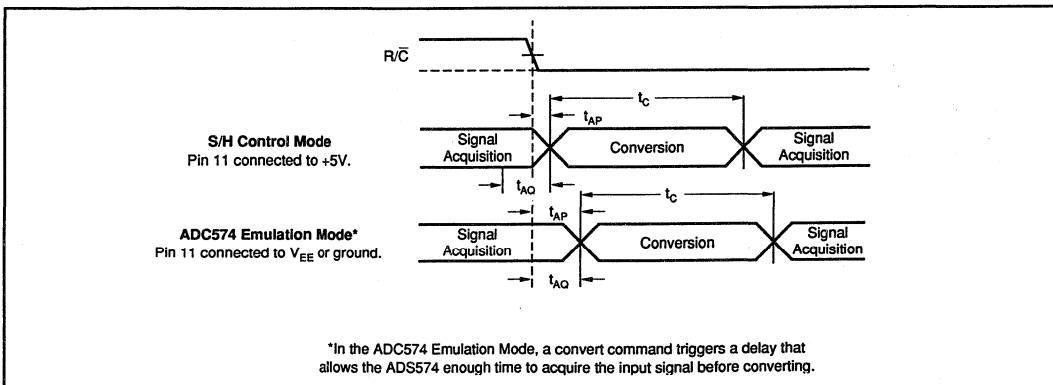 R/C̅
t_C
t_AP
S/H Control Mode
Pin 11 connected to +5V.
Signal
Acquisition
Conversion
Signal
Acquisition
t_AQ
t_C
t_AP
ADC574 Emulation Mode*
Pin 11 connected to V_EE or ground.
Signal
Acquisition
Conversion
Signal
Acquisition
t_AQ
*In the ADC574 Emulation Mode, a convert command triggers a delay that
allows the ADS574 enough time to acquire the input signal before converting.